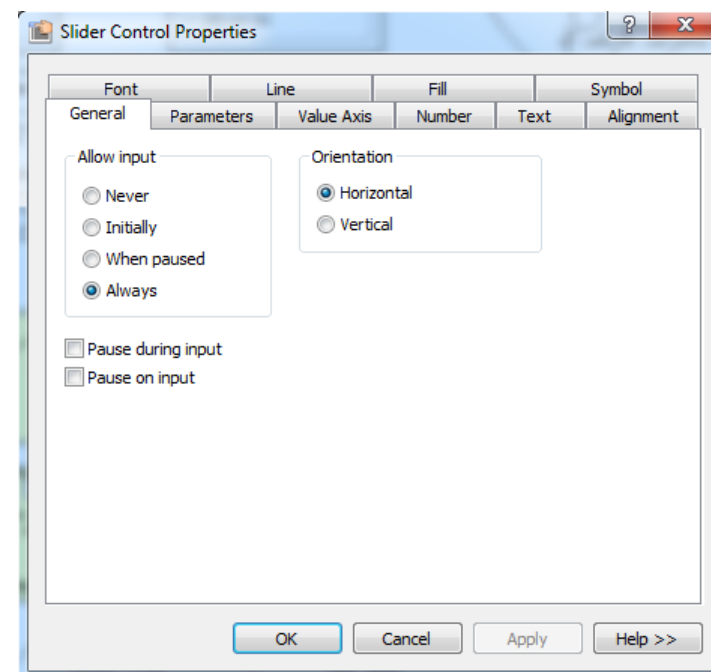 Slider Control Properties
? X
Font Line Fill Symbol
General Parameters Value Axis Number Text Alignment
Allow input Orientation
Never Horizontal
Initially Vertical
When paused
Always
Pause during input
Pause on input
OK Cancel Apply Help >>